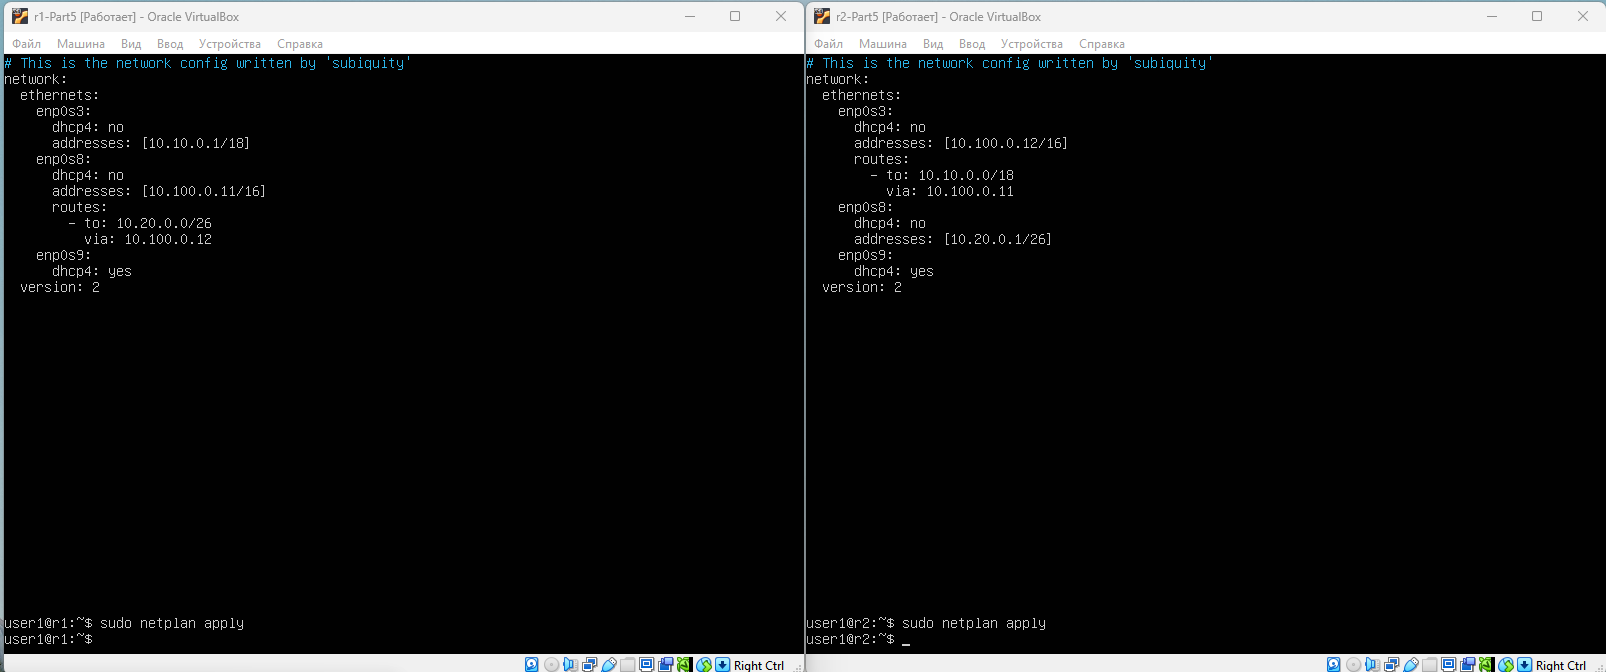 r1-Part5 [Работает] - Oracle VirtualBox
Файл Машина Вид Ввод Устройства Справка
# This is the network config written by 'subiquity'
network:
  ethernets:
    enp0s3:
      dhcp4: no
      addresses: [10.10.0.1/18]
    enp0s8:
      dhcp4: no
      addresses: [10.100.0.11/16]
      routes:
        - to: 10.20.0.0/26
          via: 10.100.0.12
    enp0s9:
      dhcp4: yes
  version: 2
user1@r1:~$ sudo netplan apply
user1@r1:~$
Right Ctrl
r2-Part5 [Работает] - Oracle VirtualBox
Файл Машина Вид Ввод Устройства Справка
# This is the network config written by 'subiquity'
network:
  ethernets:
    enp0s3:
      dhcp4: no
      addresses: [10.100.0.12/16]
      routes:
        - to: 10.10.0.0/18
          via: 10.100.0.11
    enp0s8:
      dhcp4: no
      addresses: [10.20.0.1/26]
    enp0s9:
      dhcp4: yes
  version: 2
user1@r2:~$ sudo netplan apply
user1@r2:~$ _
Right Ctrl